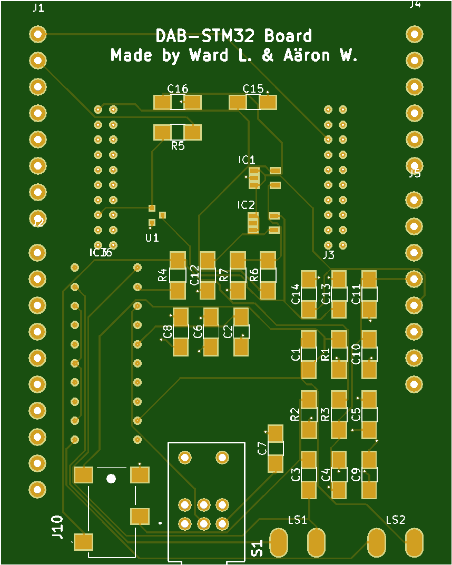 J1
J4
DAB-STM32 Board
Made by Ward L. & Aäron W.
C16
C15
R5
IC1
J5
IC2
U1
J3
R4
C12
R7
R6
C14
C13
C11
C8
C6
C2
C1
R1
C10
R2
R3
C5
C7
C3
C4
C9
J10
S1
LS1
LS2